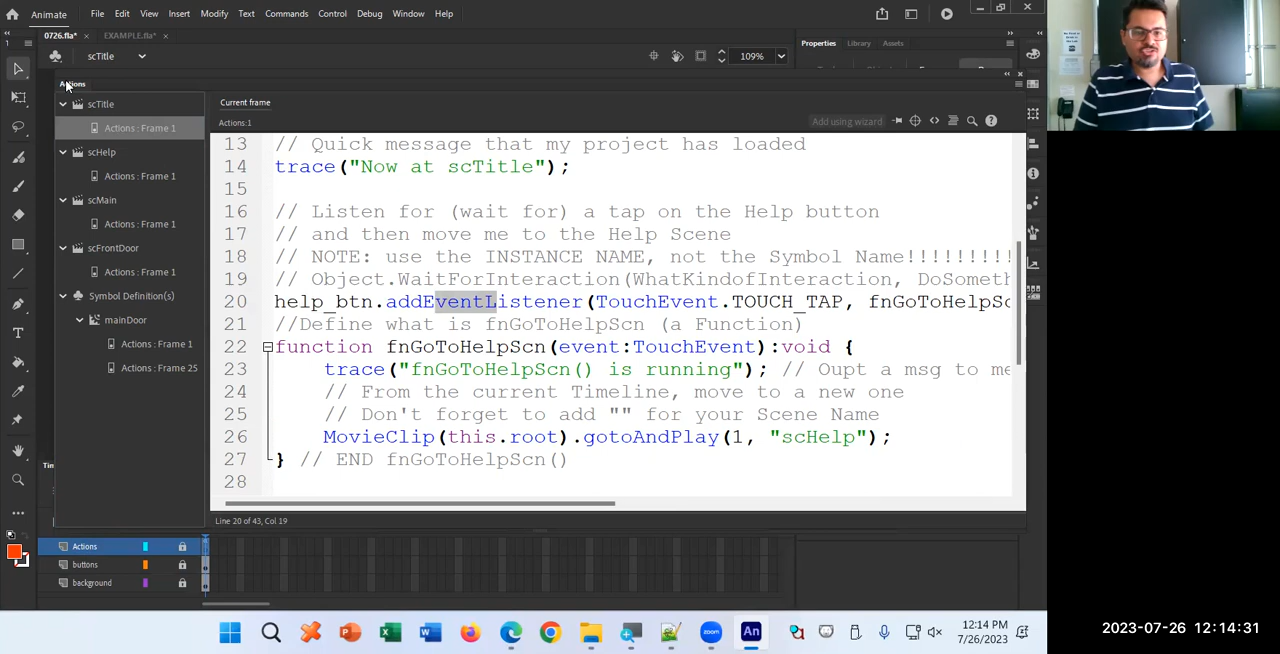 Animate
File Edit View Insert Modify Text Commands Control Debug Window Help
0726.fla* × EXAMPLE.fla* ×
scTitle
109%
Properties Library Assets
Actions
scTitle
Actions : Frame 1
scHelp
Actions : Frame 1
scMain
Actions : Frame 1
scFrontDoor
Actions : Frame 1
Symbol Definition(s)
mainDoor
Actions : Frame 1
Actions : Frame 25
Current frame
Actions:1
Add using wizard
13 // Quick message that my project has loaded
14 trace("Now at scTitle");
15
16 // Listen for (wait for) a tap on the Help button
17 // and then move me to the Help Scene
18 // NOTE: use the INSTANCE NAME, not the Symbol Name!!!!!!!!!!
19 // Object.WaitForInteraction(WhatKindofInteraction, DoSometh
20 help_btn.addEventListener(TouchEvent.TOUCH_TAP, fnGoToHelpSc
21 //Define what is fnGoToHelpScn (a Function)
22 function fnGoToHelpScn(event:TouchEvent):void {
23 trace("fnGoToHelpScn() is running"); // Oupt a msg to me
24 // From the current Timeline, move to a new one
25 // Don't forget to add "" for your Scene Name
26 MovieClip(this.root).gotoAndPlay(1, "scHelp");
27 } // END fnGoToHelpScn()
28
Line 20 of 43, Col 19
Actions
buttons
background
12:14 PM
7/26/2023
2023-07-26 12:14:31